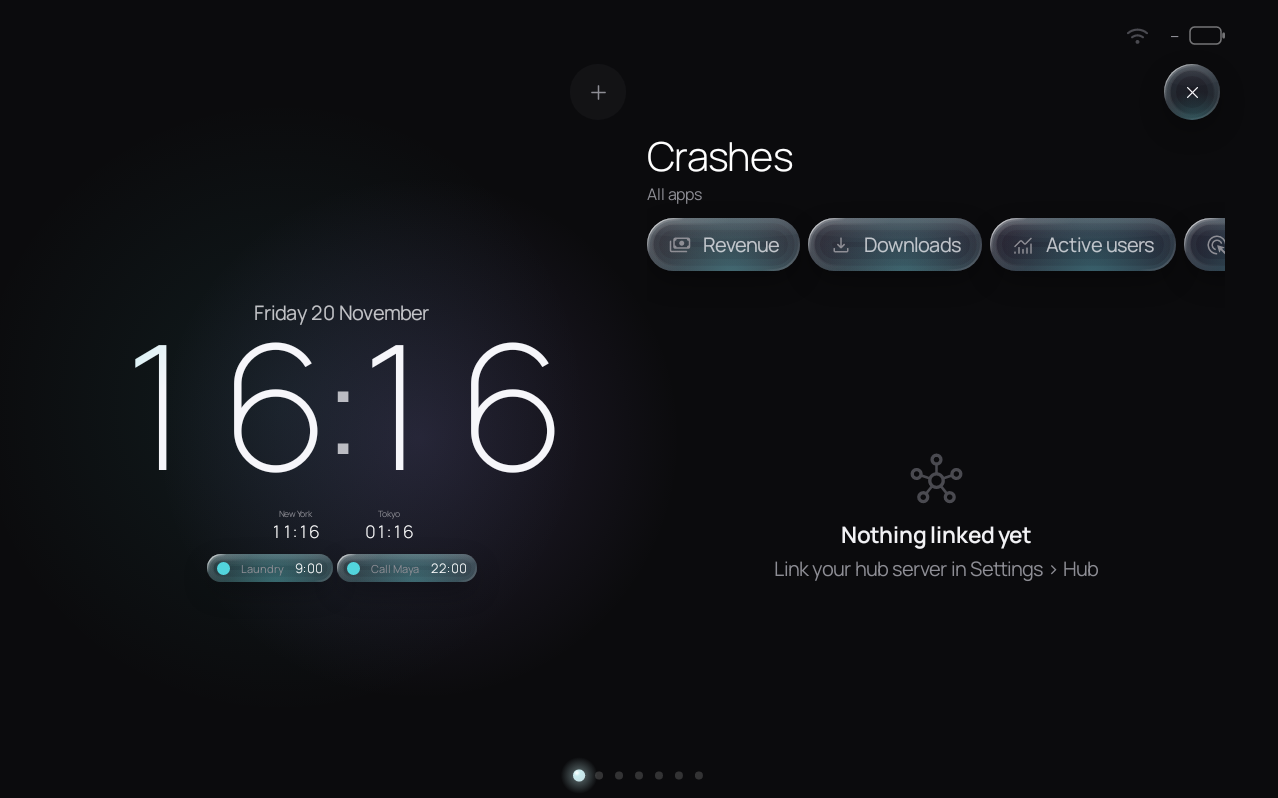 –
+
Crashes
All apps
Revenue
Downloads
Active users
Friday 20 November
16:16
New York
Tokyo
11:16
01:16
Laundry 9:00
Call Maya 22:00
Nothing linked yet
Link your hub server in Settings › Hub